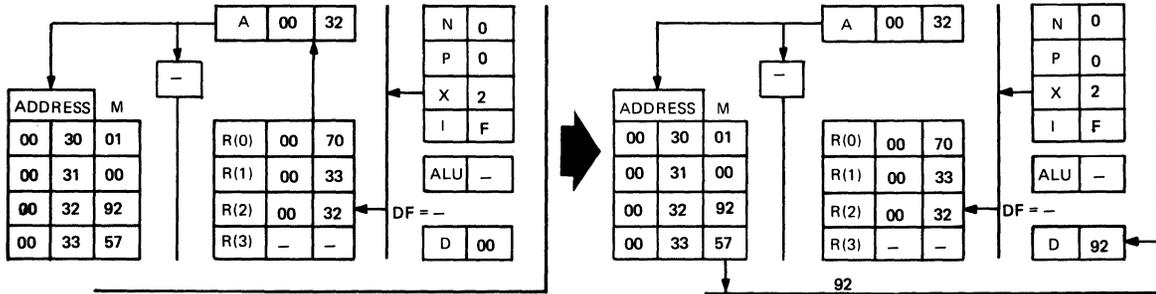 A 00 32
N 0
P 0
X 2
I F
ADDRESS M
00 30 01
00 31 00
00 32 92
00 33 57
R(0) 00 70
R(1) 00 33
R(2) 00 32
R(3) – –
–
ALU –
DF = –
D 00
A 00 32
N 0
P 0
X 2
I F
ADDRESS M
00 30 01
00 31 00
00 32 92
00 33 57
R(0) 00 70
R(1) 00 33
R(2) 00 32
R(3) – –
–
ALU –
DF = –
D 92
92